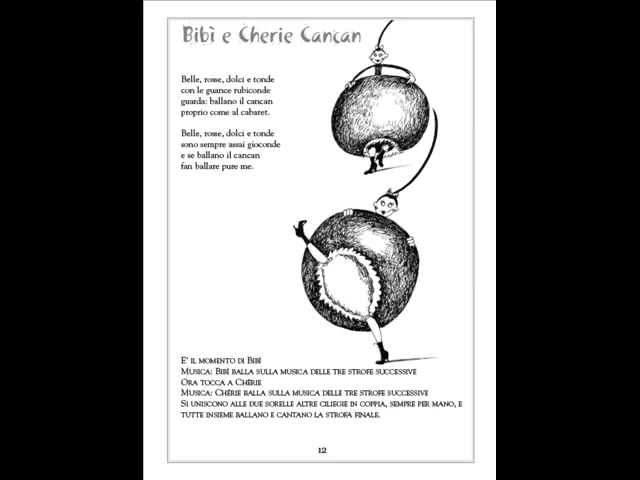 Bibì e Cherie Cancan
Belle, rosse, dolci e tonde
con le guance rubiconde
guarda: ballano il cancan
proprio come al cabaret.
Belle, rosse, dolci e tonde
sono sempre assai gioconde
e se ballano il cancan
fan ballare pure me.
E' IL MOMENTO DI BIBÌ
MUSICA: BIBÌ BALLA SULLA MUSICA DELLE TRE STROFE SUCCESSIVE
ORA TOCCA A CHÉRIE
MUSICA: CHÉRIE BALLA SULLA MUSICA DELLE TRE STROFE SUCCESSIVE
SI UNISCONO ALLE DUE SORELLE ALTRE CILIEGIE IN COPPIA, SEMPRE PER MANO, E
TUTTE INSIEME BALLANO E CANTANO LA STROFA FINALE.
12